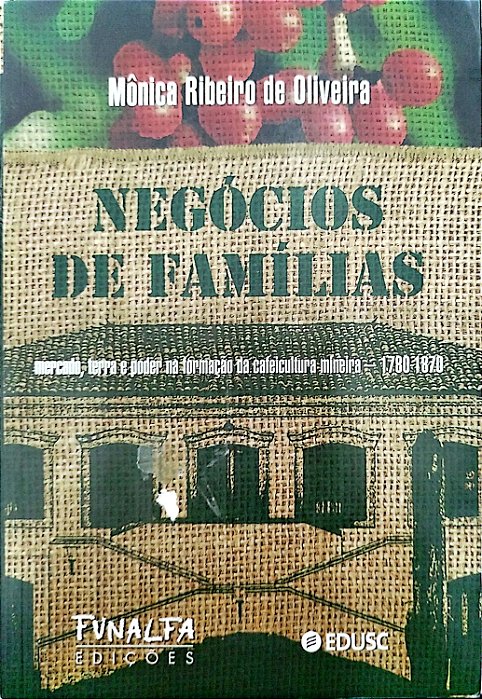 Mônica Ribeiro de Oliveira
NEGÓCIOS
DE FAMÍLIAS
mercado, terra e poder na formação da cafeicultura mineira – 1780-1870
FUNALFA
EDIÇÕES
EDUSC